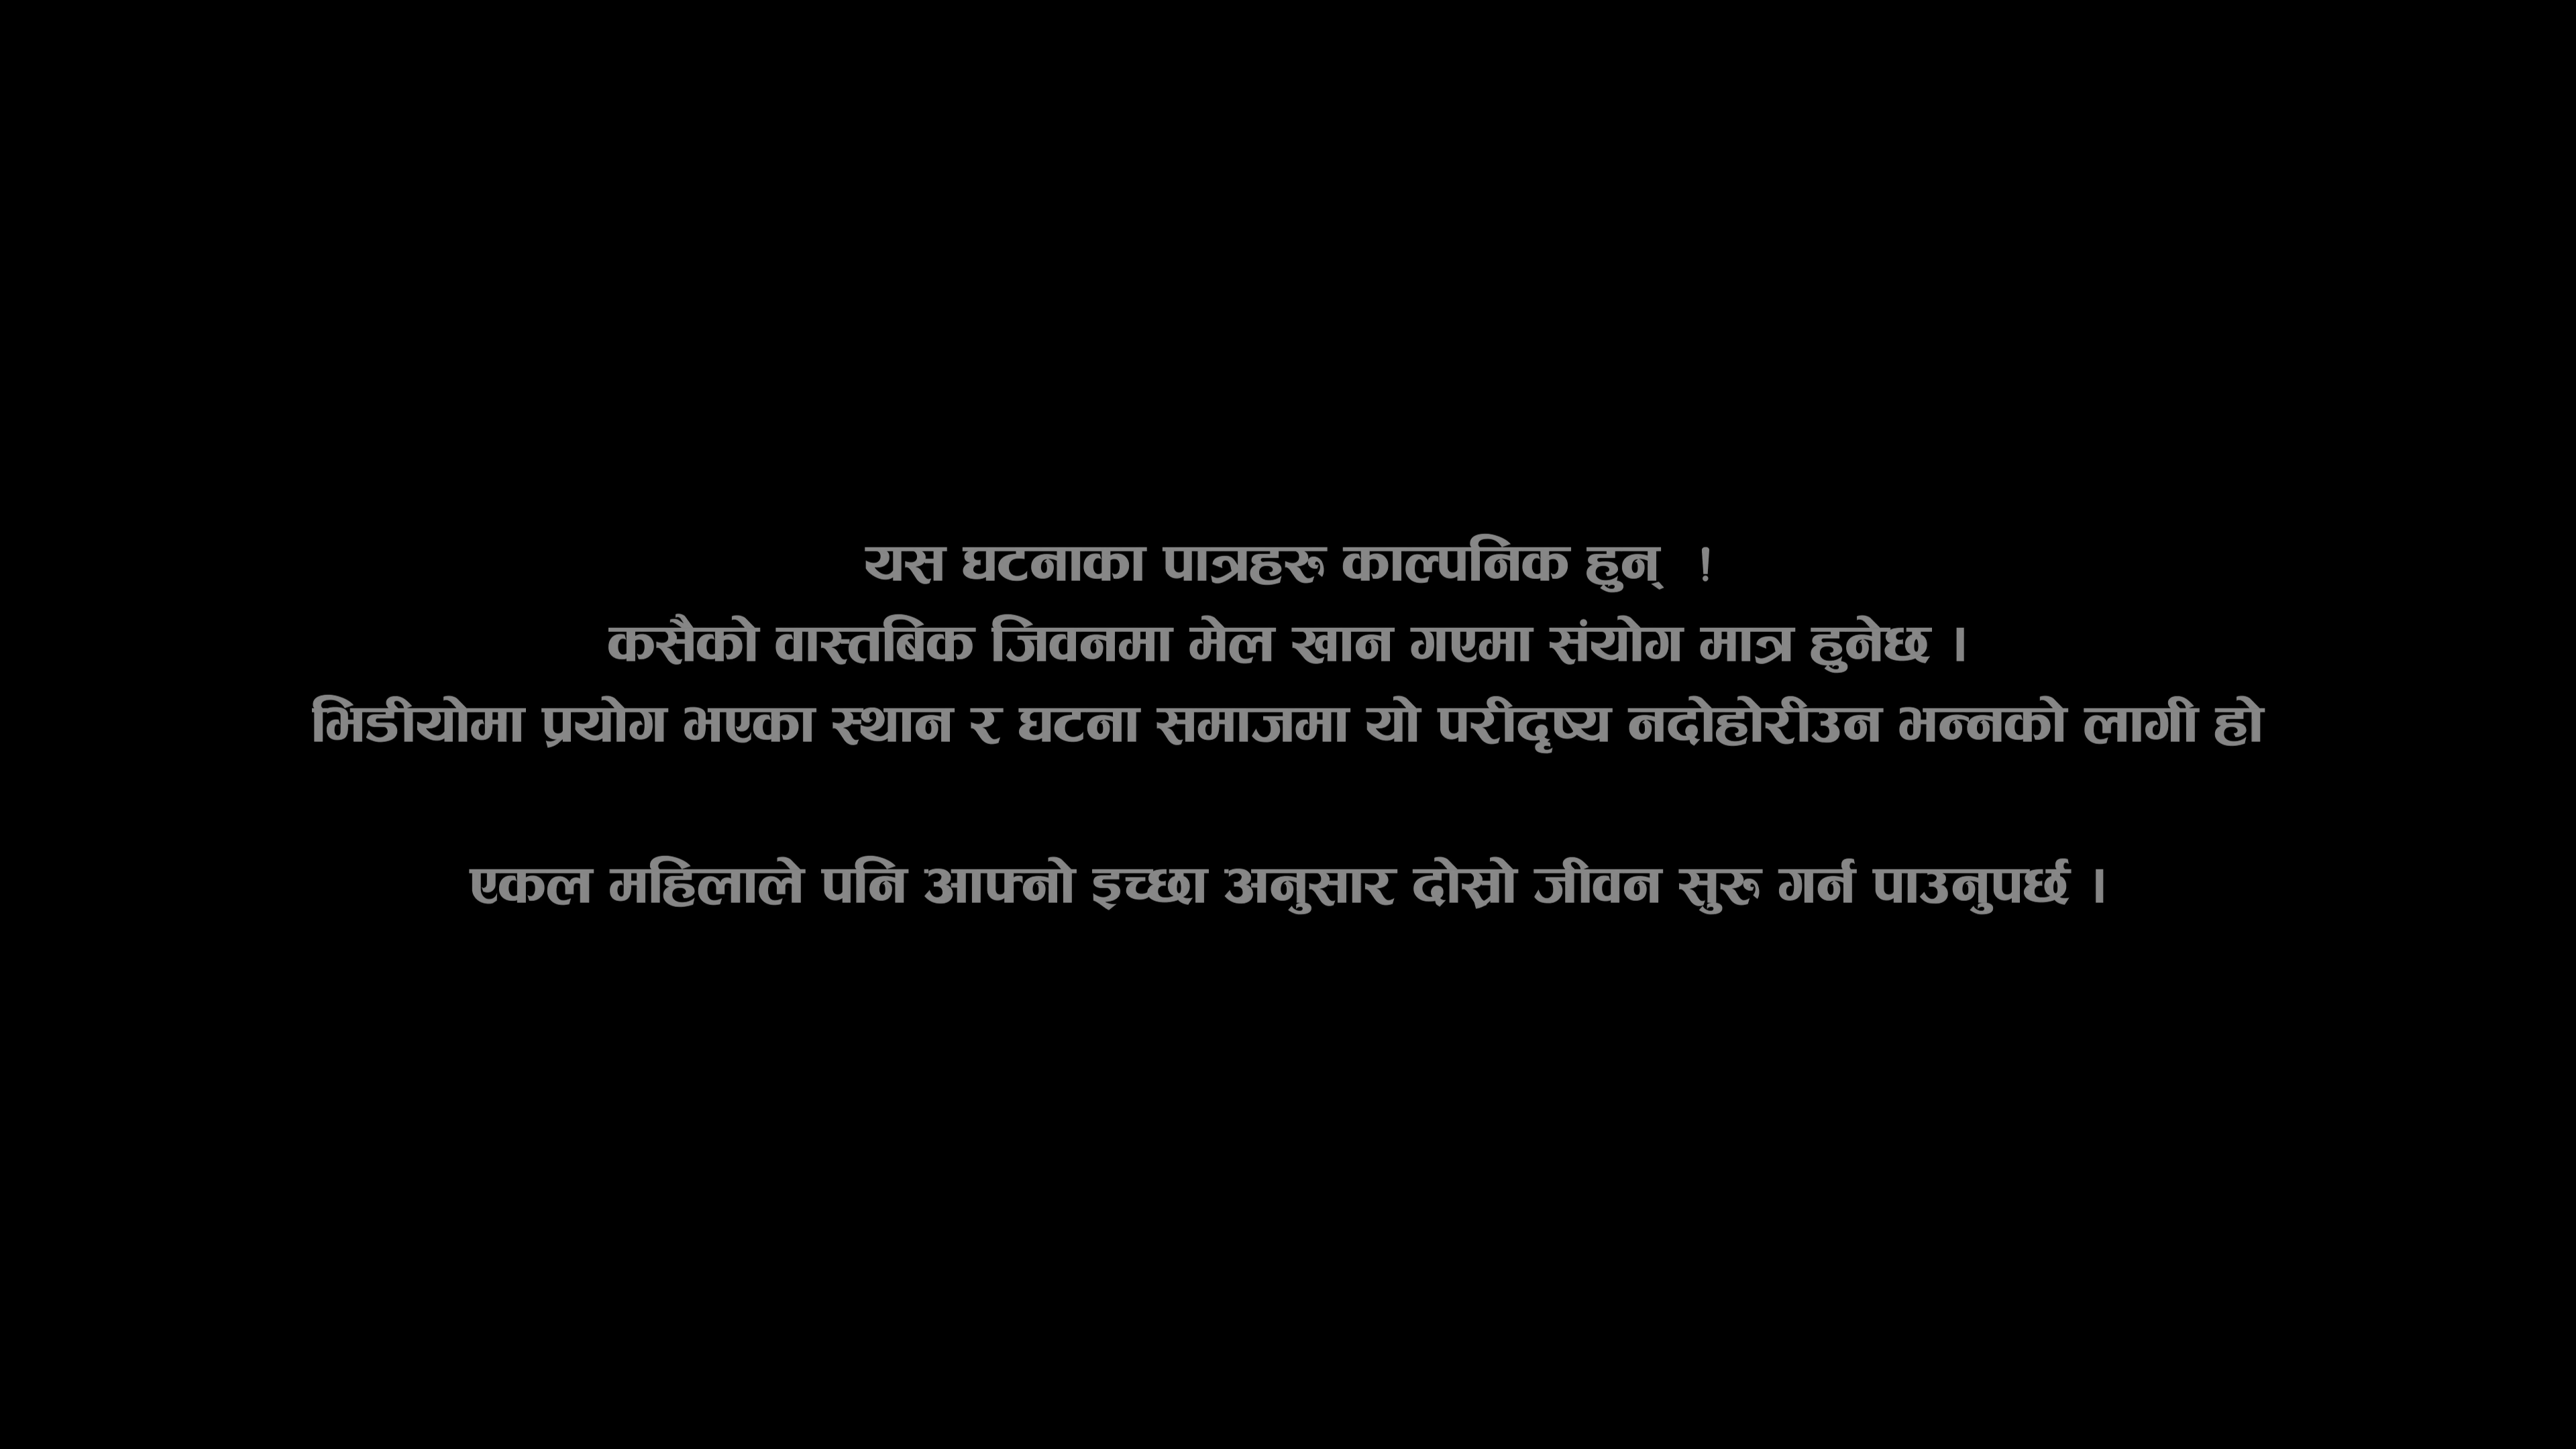 यस घटनाका पात्रहरु काल्पनिक हुन् !
कसैको वास्तबिक जिवनमा मेल खान गएमा संयोग मात्र हुनेछ ।
भिडीयोमा प्रयोग भएका स्थान र घटना समाजमा यो परीदृष्य नदोहोरीउन भन्नको लागी हो
एकल महिलाले पनि आफ्नो इच्छा अनुसार दोस्रो जीवन सुरु गर्न पाउनुपर्छ ।